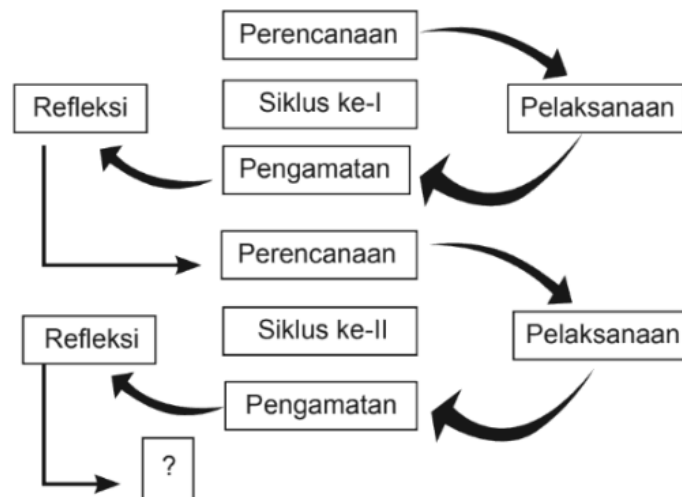 Perencanaan
Refleksi
Siklus ke-I
Pelaksanaan
Pengamatan
Perencanaan
Refleksi
Siklus ke-II
Pelaksanaan
Pengamatan
?